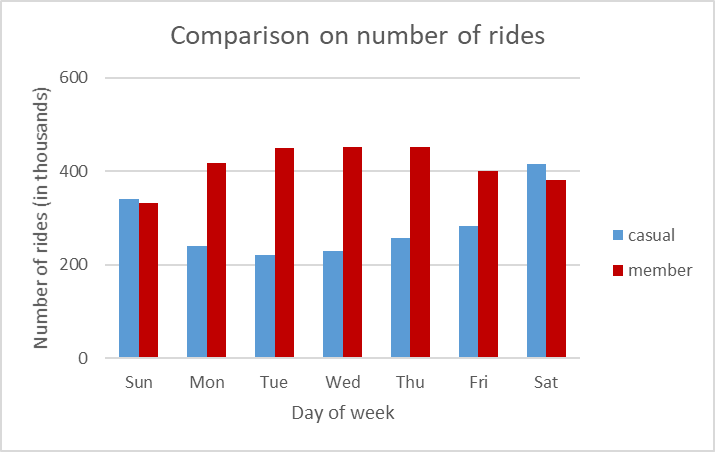 Comparison on number of rides
Number of rides (in thousands)
600
400
200
0
Sun Mon Tue Wed Thu Fri Sat
Day of week
casual
member